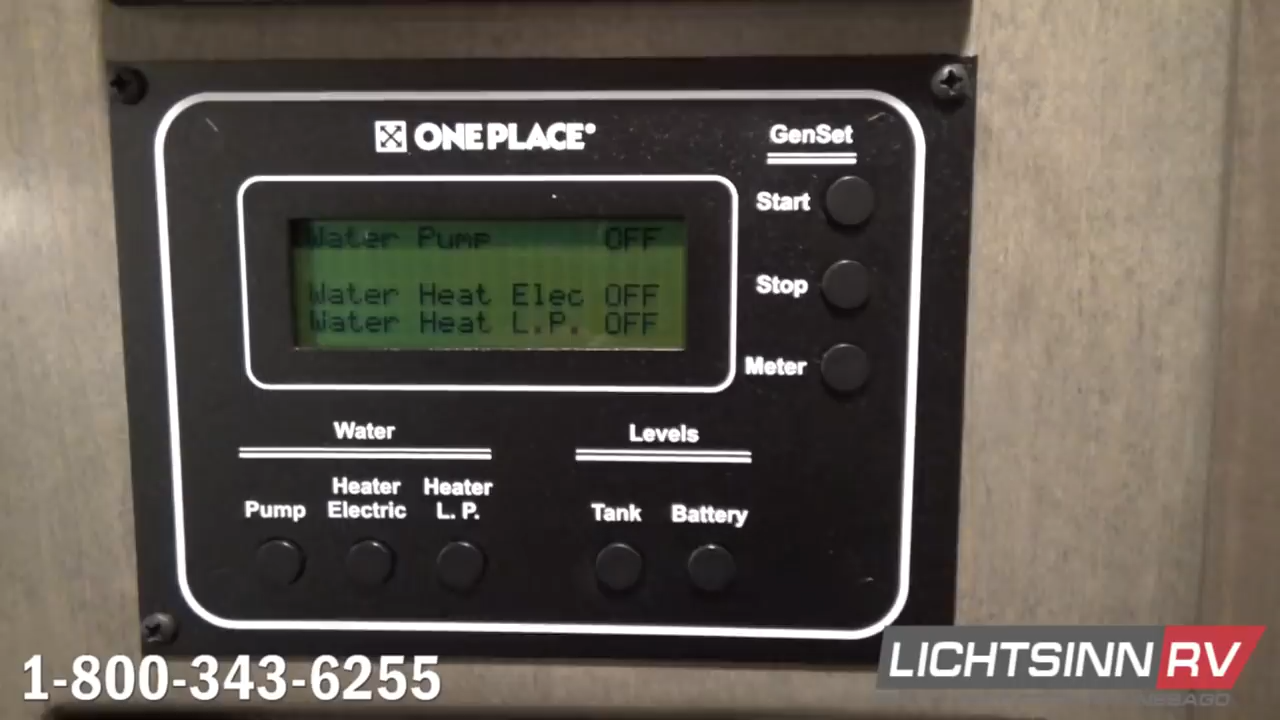 ONE PLACE®
GenSet
Start
Stop
Meter
Water Pump OFF
Water Heat Elec OFF
Water Heat L.P. OFF
Water
Pump
Heater Electric
Heater L. P.
Levels
Tank
Battery
1-800-343-6255
LICHTSINN RV